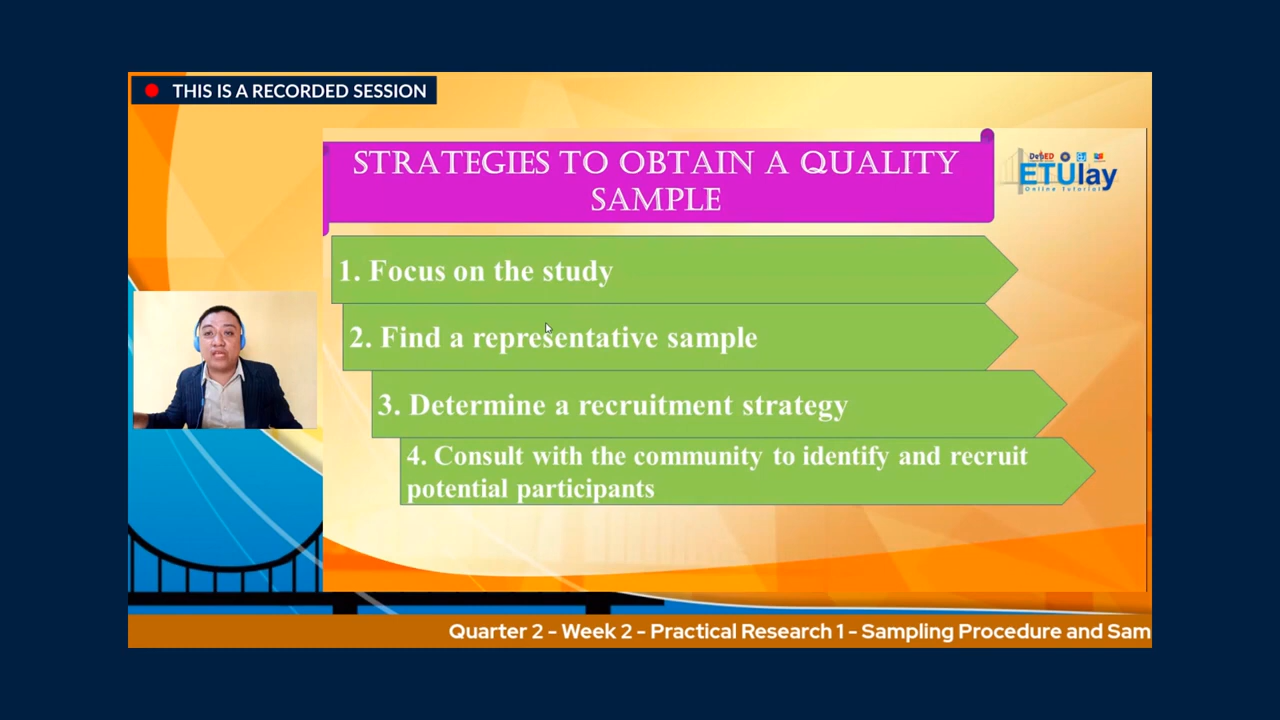 THIS IS A RECORDED SESSION
STRATEGIES TO OBTAIN A QUALITY
SAMPLE
DepED
ETUlay
Online Tutorial
1. Focus on the study
2. Find a representative sample
3. Determine a recruitment strategy
4. Consult with the community to identify and recruit
potential participants
Quarter 2 - Week 2 - Practical Research 1 - Sampling Procedure and Sam